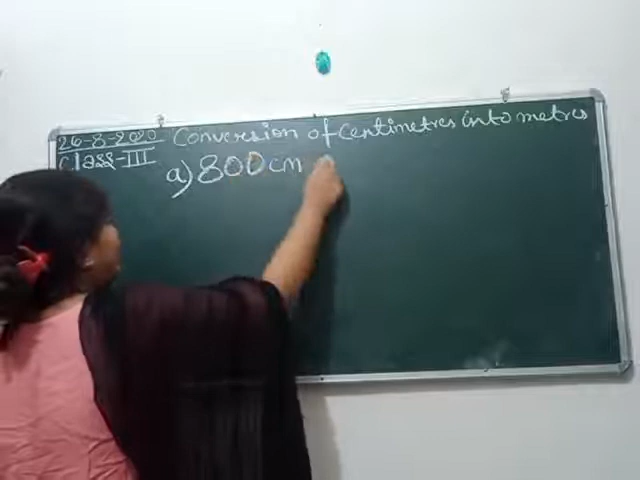 26-8-2020 Conversion of Centimetres into metres
Class-III
a) 800 cm